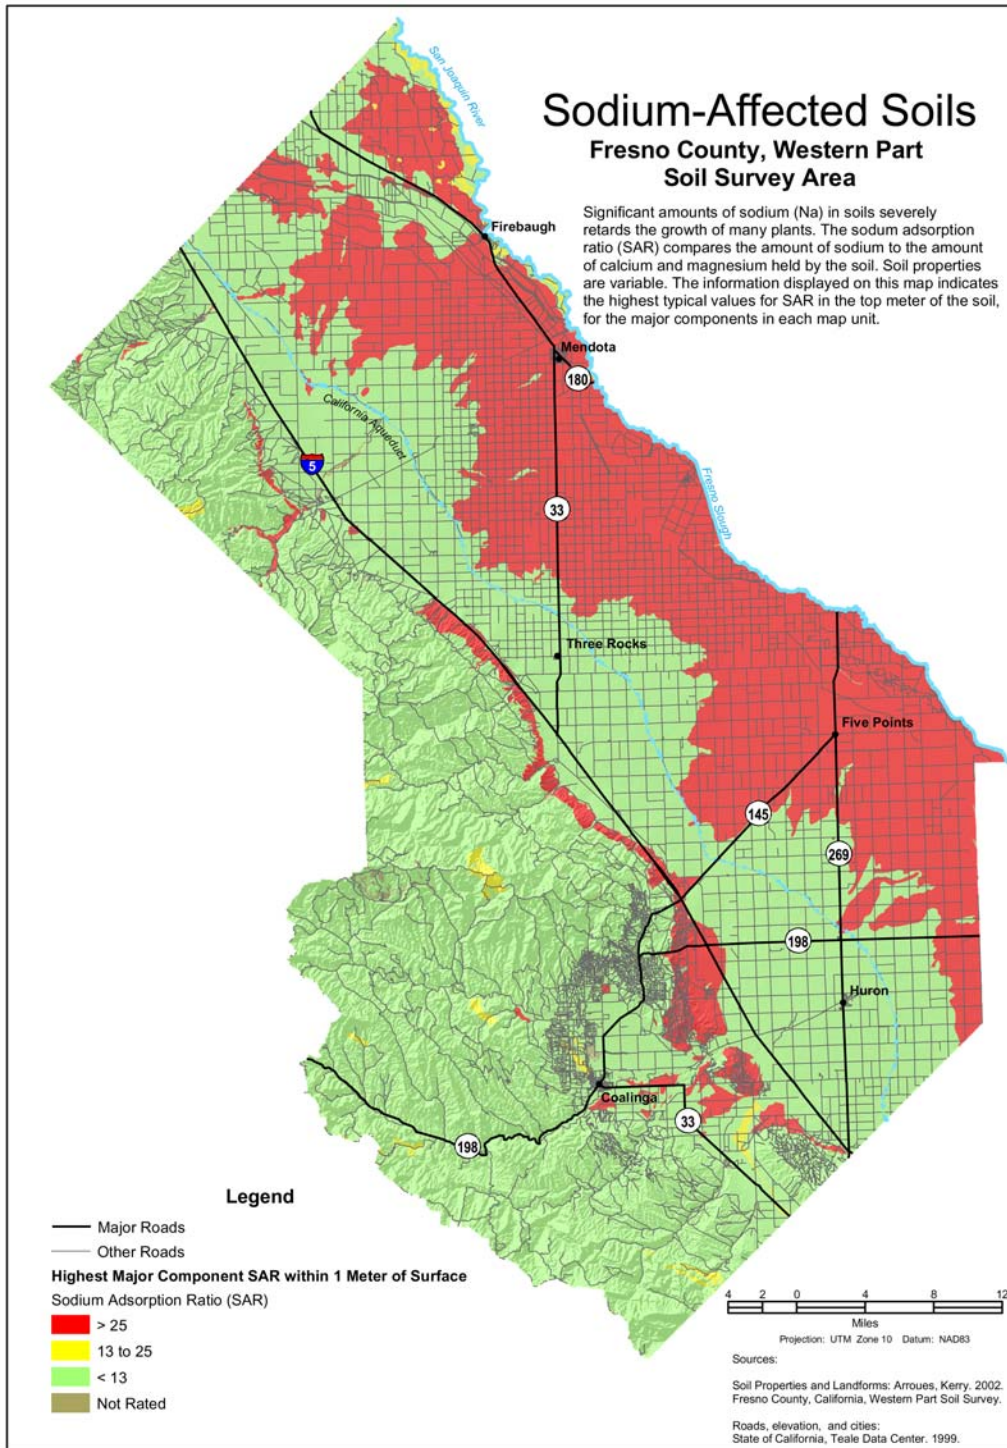 Sodium-Affected Soils
Fresno County, Western Part
Soil Survey Area
Significant amounts of sodium (Na) in soils severely
retards the growth of many plants. The sodum adsorption
ratio (SAR) compares the amount of sodium to the amount
of calcium and magnesium held by the soil. Soil properties
are variable. The information displayed on this map indicates
the highest typical values for SAR in the top meter of the soil,
for the major components in each map unit.
San Joaquin River
Firebaugh
Mendota
180
California Aqueduct
5
33
Fresno Slough
Three Rocks
Five Points
145
269
198
Huron
Coalinga
33
198
Legend
Major Roads
Other Roads
Highest Major Component SAR within 1 Meter of Surface
Sodium Adsorption Ratio (SAR)
> 25
13 to 25
< 13
Not Rated
4 2 0 4 8 12
Miles
Projection: UTM Zone 10 Datum: NAD83
Sources:
Soil Properties and Landforms: Arroues, Kerry. 2002.
Fresno County, California, Western Part Soil Survey.
Roads, elevation, and cities:
State of California, Teale Data Center. 1999.